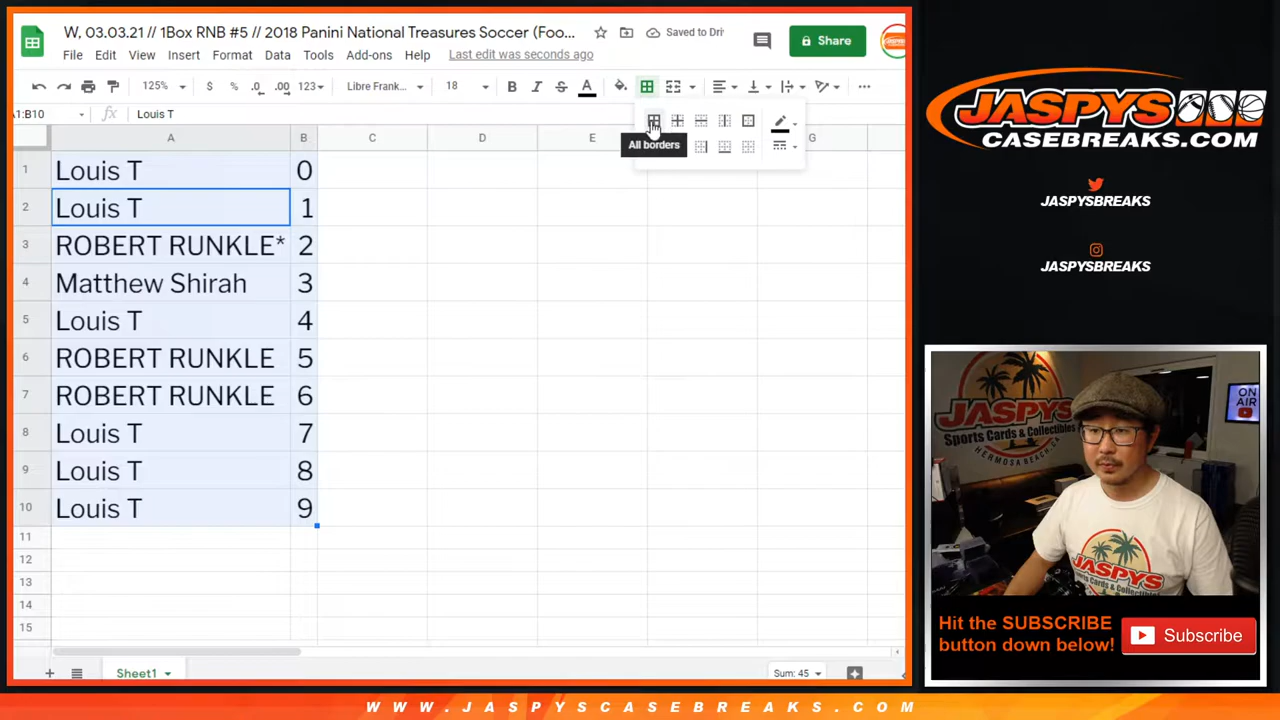 W, 03.03.21 // 1Box RNB #5 // 2018 Panini National Treasures Soccer (Foo...
Saved to Dri
Share
File Edit View Insert Format Data Tools Add-ons Help Last edit was seconds ago
125% $ % .0 .00 123 Libre Frank... 18 B I S A
A1:B10 fx Louis T
All borders
A B C D E G
1 Louis T 0
2 Louis T 1
3 ROBERT RUNKLE* 2
4 Matthew Shirah 3
5 Louis T 4
6 ROBERT RUNKLE 5
7 ROBERT RUNKLE 6
8 Louis T 7
9 Louis T 8
10 Louis T 9
11
12
13
14
15
Sheet1
Sum: 45
JASPYS
CASEBREAKS.COM
JASPYSBREAKS
JASPYSBREAKS
JASPYS
Sports Cards & Collectibles
HERMOSA BEACH, CA
ON
AIR
JASPYS
Hit the SUBSCRIBE
button down below!
Subscribe
WWW.JASPYSCASEBREAKS.COM